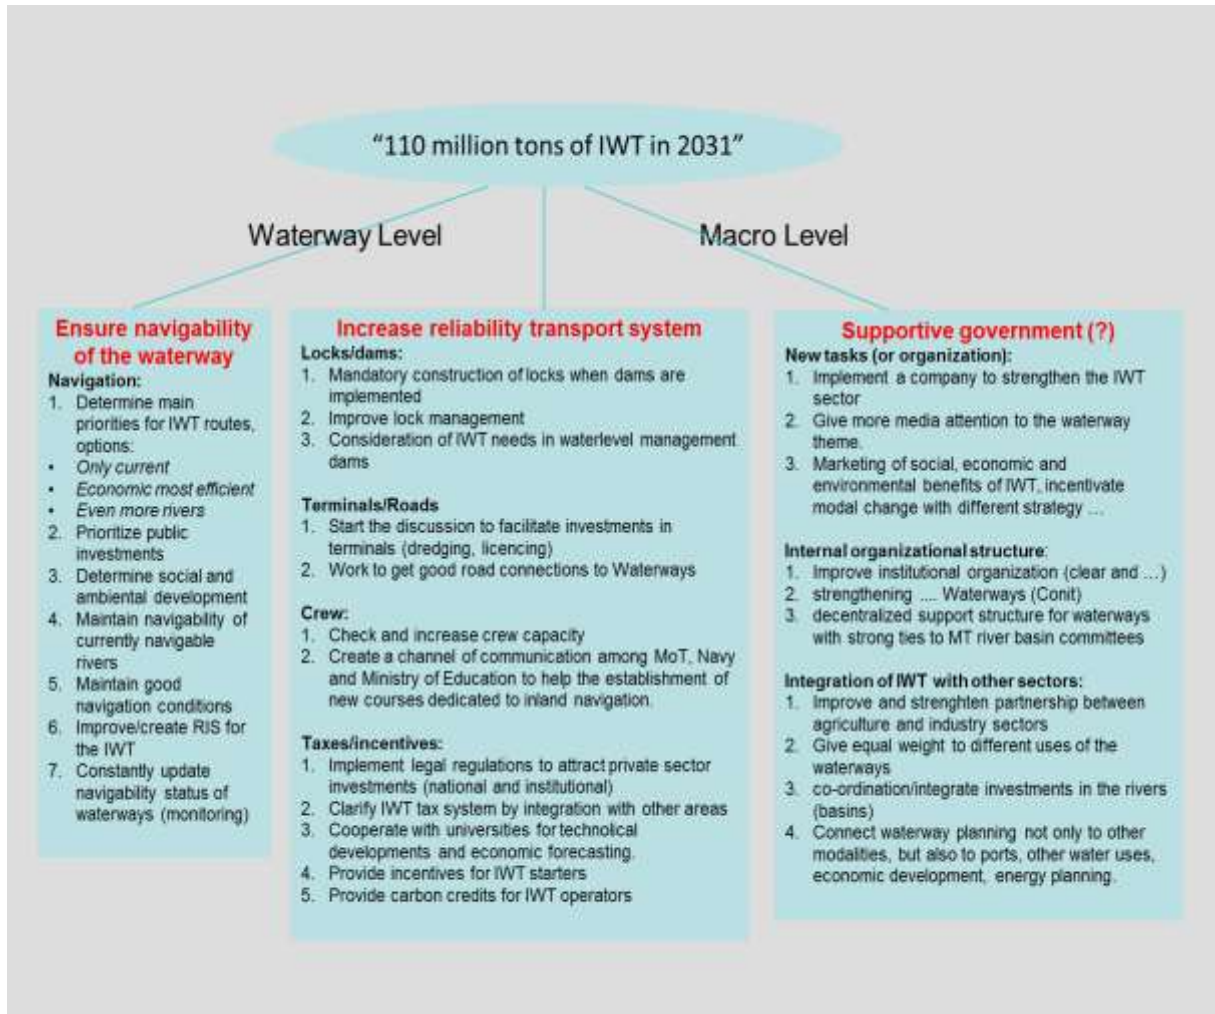 “110 million tons of IWT in 2031”
Waterway Level
Macro Level
Ensure navigability
of the waterway
Navigation:
1. Determine main
priorities for IWT routes,
options:
• Only current
• Economic most efficient
• Even more rivers
2. Prioritize public
investments
3. Determine social and
ambiental development
4. Maintain navigability of
currently navigable
rivers
5. Maintain good
navigation conditions
6. Improve/create RIS for
the IWT
7. Constantly update
navigability status of
waterways (monitoring)
Increase reliability transport system
Locks/dams:
1. Mandatory construction of locks when dams are
implemented
2. Improve lock management
3. Consideration of IWT needs in waterlevel management
dams
Terminals/Roads
1. Start the discussion to facilitate investments in
terminals (dredging, licencing)
2. Work to get good road connections to Waterways
Crew:
1. Check and increase crew capacity
2. Create a channel of communication among MoT, Navy
and Ministry of Education to help the establishment of
new courses dedicated to inland navigation.
Taxes/incentives:
1. Implement legal regulations to attract private sector
investments (national and institutional)
2. Clarify IWT tax system by integration with other areas
3. Cooperate with universities for technolical
developments and economic forecasting.
4. Provide incentives for IWT starters
5. Provide carbon credits for IWT operators
Supportive government (?)
New tasks (or organization):
1. Implement a company to strengthen the IWT
sector
2. Give more media attention to the waterway
theme.
3. Marketing of social, economic and
environmental benefits of IWT, incentivate
modal change with different strategy …
Internal organizational structure:
1. Improve institutional organization (clear and …)
2. strengthening .... Waterways (Conit)
3. decentralized support structure for waterways
with strong ties to MT river basin committees
Integration of IWT with other sectors:
1. Improve and strenghten partnership between
agriculture and industry sectors
2. Give equal weight to different uses of the
waterways
3. co-ordination/integrate investments in the rivers
(basins)
4. Connect waterway planning not only to other
modalities, but also to ports, other water uses,
economic development, energy planning.